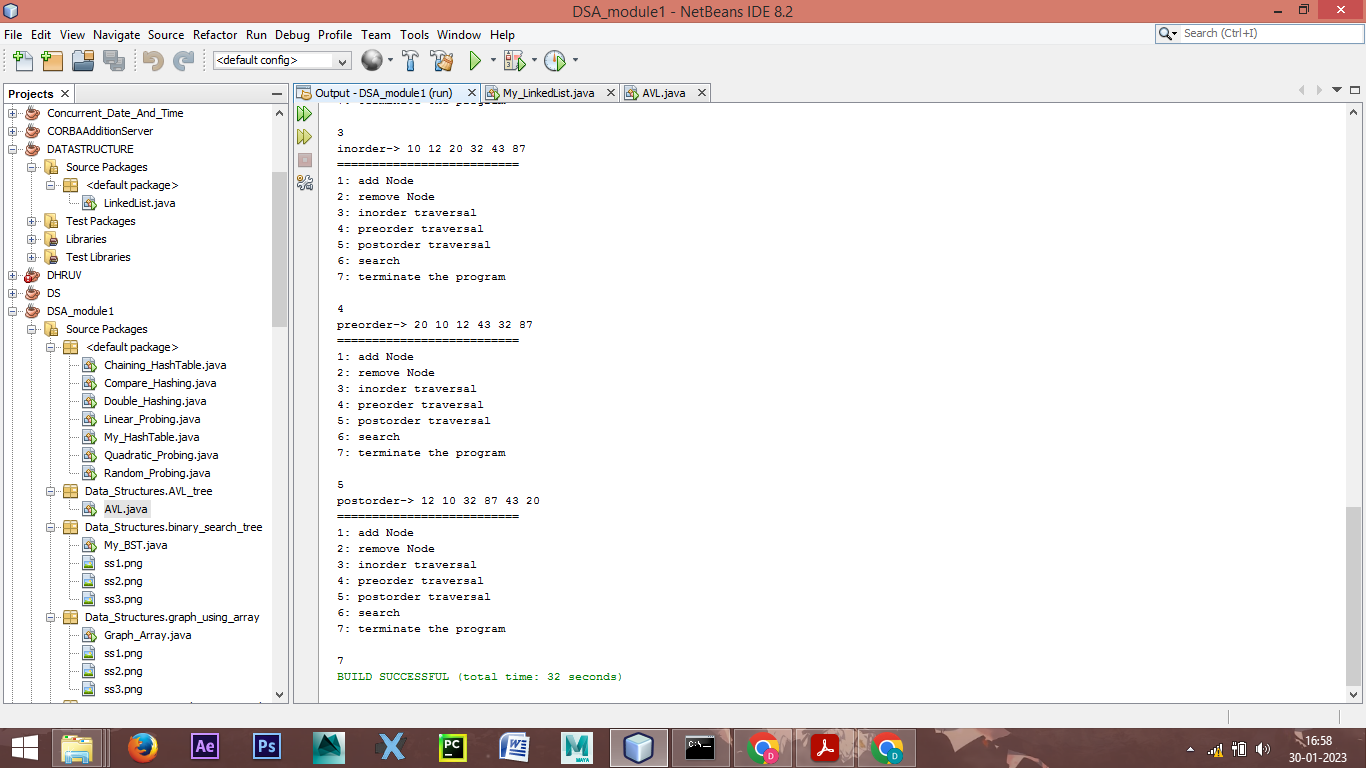 DSA_module1 - NetBeans IDE 8.2
File Edit View Navigate Source Refactor Run Debug Profile Team Tools Window Help
Search (Ctrl+I)
<default config>
Projects
Output - DSA_module1 (run)
My_LinkedList.java
AVL.java
Concurrent_Date_And_Time
CORBAAdditionServer
DATASTRUCTURE
Source Packages
<default package>
LinkedList.java
Test Packages
Libraries
Test Libraries
DHRUV
DS
DSA_module1
Source Packages
<default package>
Chaining_HashTable.java
Compare_Hashing.java
Double_Hashing.java
Linear_Probing.java
My_HashTable.java
Quadratic_Probing.java
Random_Probing.java
Data_Structures.AVL_tree
AVL.java
Data_Structures.binary_search_tree
My_BST.java
ss1.png
ss2.png
ss3.png
Data_Structures.graph_using_array
Graph_Array.java
ss1.png
ss2.png
ss3.png
7: terminate the program
3
inorder-> 10 12 20 32 43 87
==========================
1: add Node
2: remove Node
3: inorder traversal
4: preorder traversal
5: postorder traversal
6: search
7: terminate the program
4
preorder-> 20 10 12 43 32 87
==========================
1: add Node
2: remove Node
3: inorder traversal
4: preorder traversal
5: postorder traversal
6: search
7: terminate the program
5
postorder-> 12 10 32 87 43 20
==========================
1: add Node
2: remove Node
3: inorder traversal
4: preorder traversal
5: postorder traversal
6: search
7: terminate the program
7
BUILD SUCCESSFUL (total time: 32 seconds)
Ae
Ps
PC
W
M
MAYA
C:\_
D
D
16:58
30-01-2023